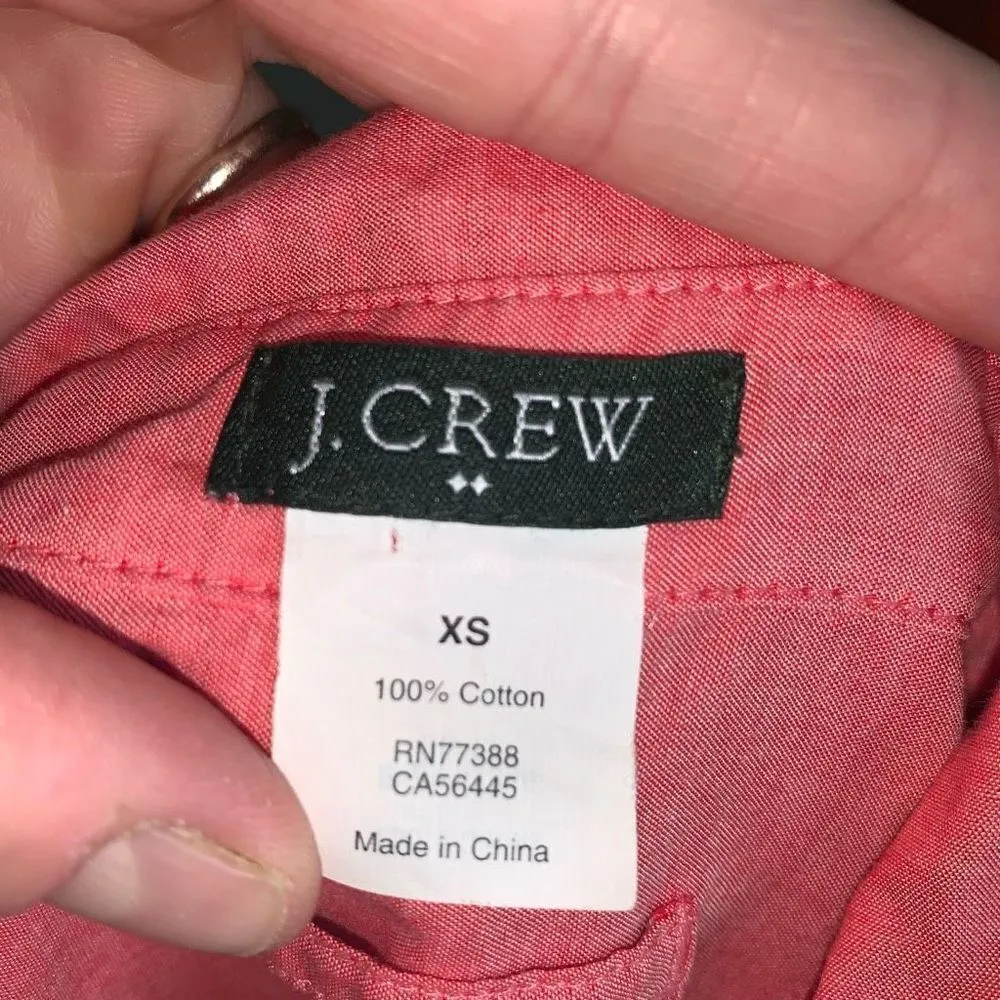 J.CREW
XS
100% Cotton
RN77388
CA56445
Made in China